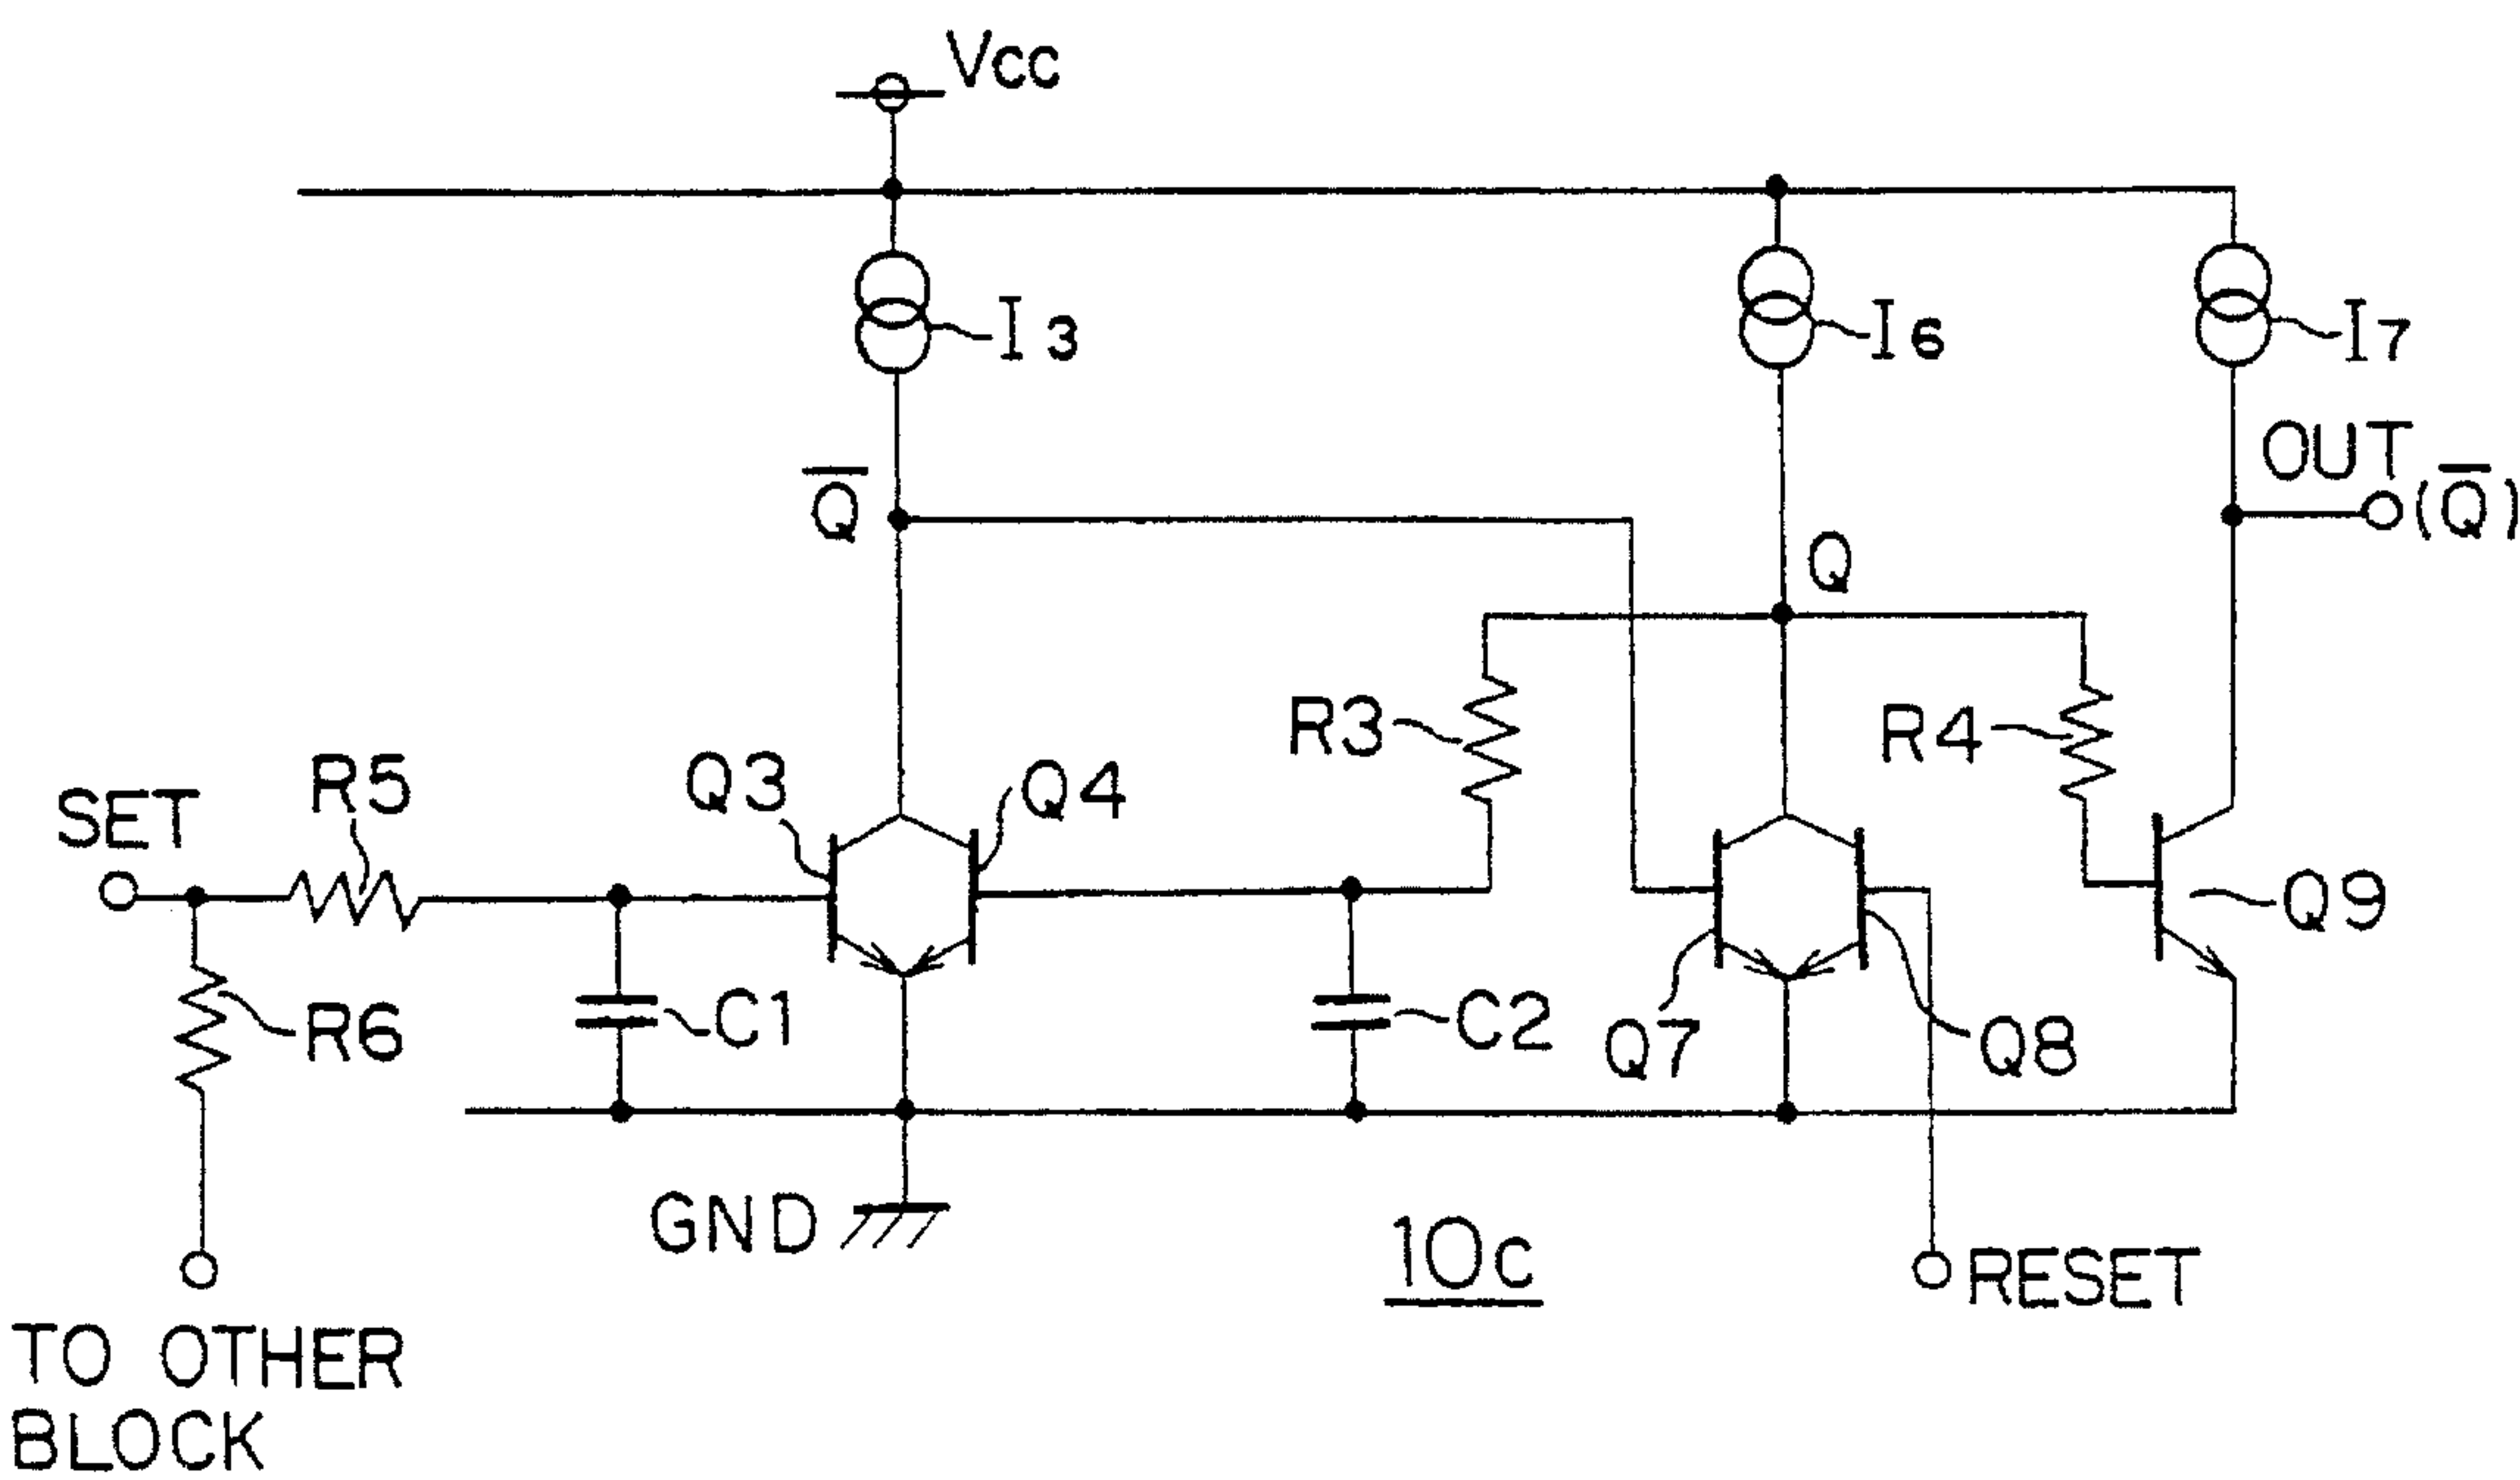 Vcc
I3
I6
I7
OUT
(Q̅)
Q̅
Q
R3
R4
R5
SET
Q3
Q4
Q9
R6
C1
C2
Q7
Q8
GND
10c
RESET
TO OTHER
BLOCK